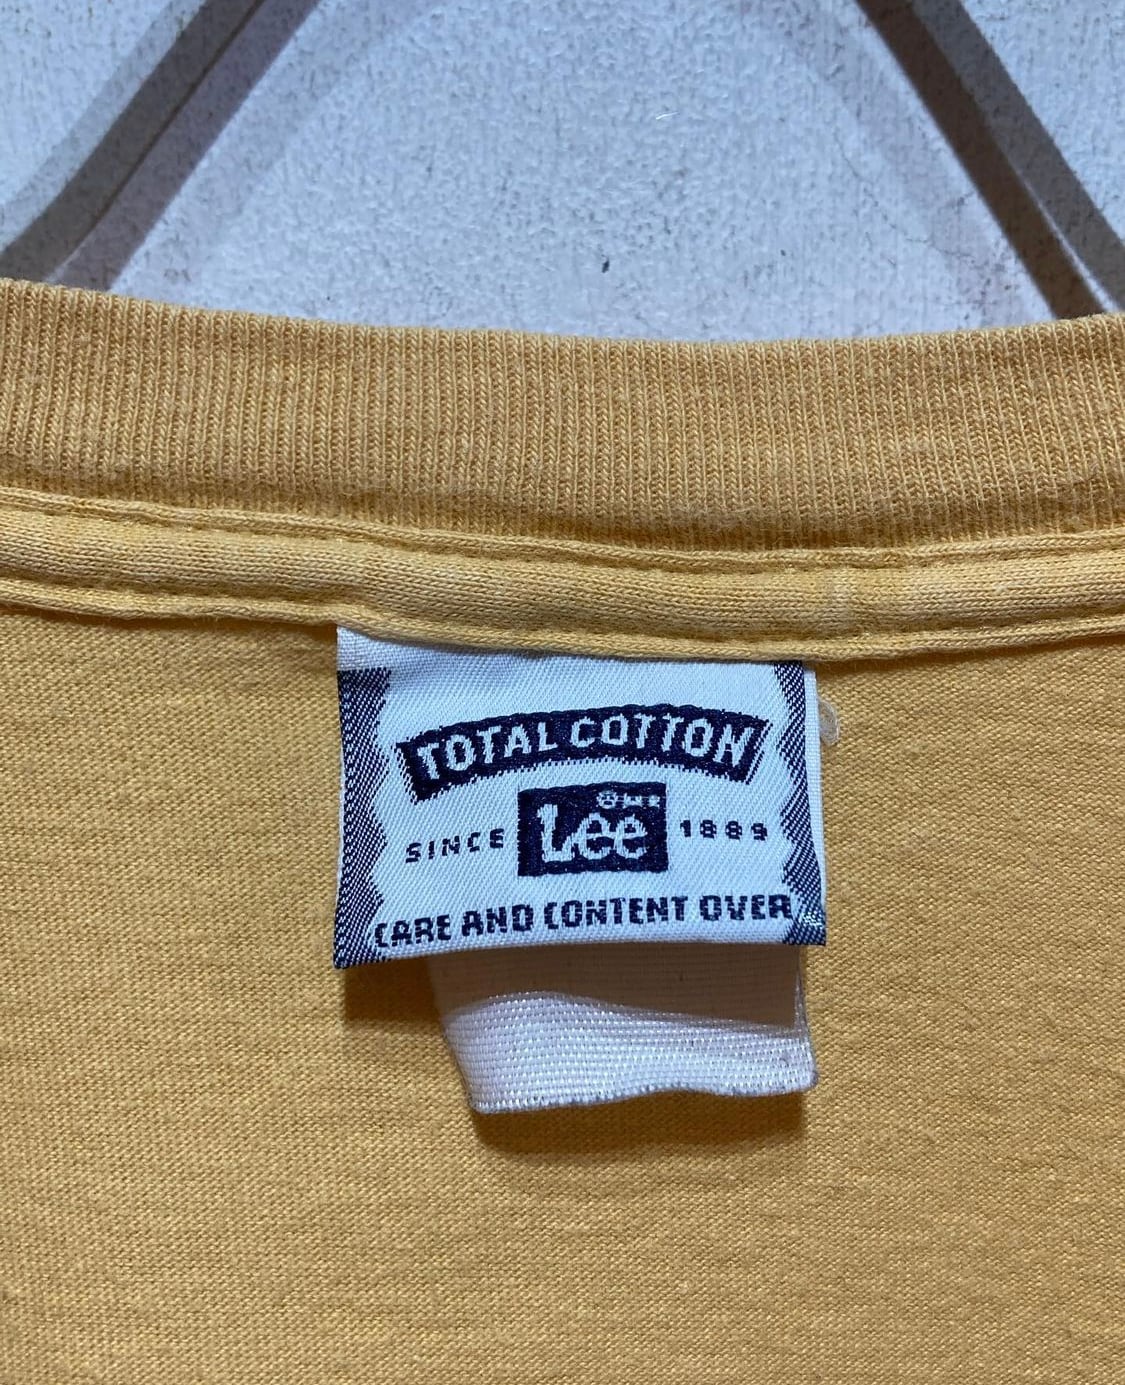 TOTAL COTTON
SINCE Lee 1889
CARE AND CONTENT OVER